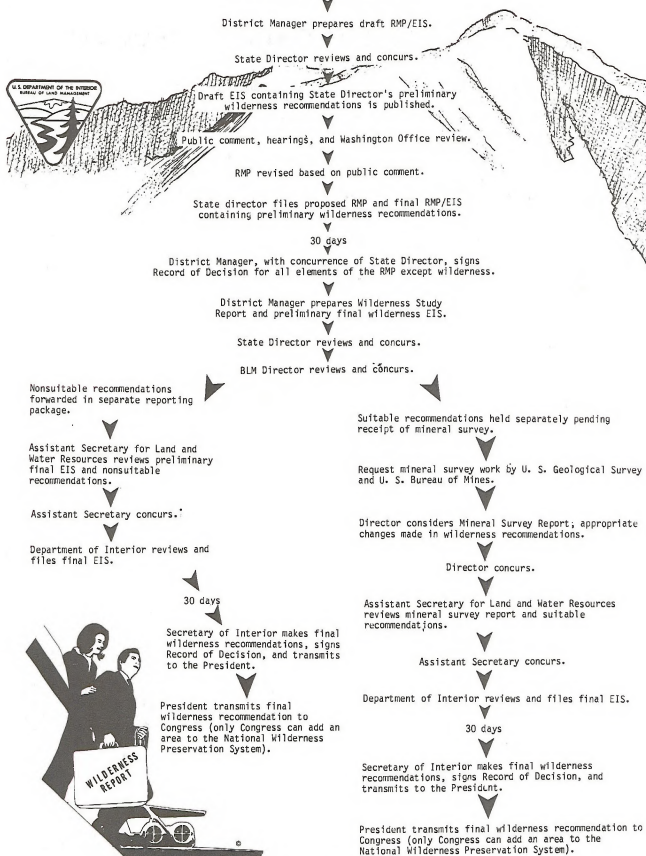 District Manager prepares draft RMP/EIS.
State Director reviews and concurs.
U.S. DEPARTMENT OF THE INTERIOR
BUREAU OF LAND MANAGEMENT
Draft EIS containing State Director's preliminary
wilderness recommendations is published.
Public comment, hearings, and Washington Office review.
RMP revised based on public comment.
State director files proposed RMP and final RMP/EIS
containing preliminary wilderness recommendations.
30 days
District Manager, with concurrence of State Director, signs
Record of Decision for all elements of the RMP except wilderness.
District Manager prepares Wilderness Study
Report and preliminary final wilderness EIS.
State Director reviews and concurs.
BLM Director reviews and concurs.
Nonsuitable recommendations
forwarded in separate reporting
package.
Assistant Secretary for Land and
Water Resources reviews preliminary
final EIS and nonsuitable
recommendations.
Assistant Secretary concurs.
Department of Interior reviews and
files final EIS.
30 days
Secretary of Interior makes final
wilderness recommendations, signs
Record of Decision, and transmits
to the President.
President transmits final
wilderness recommendation to
Congress (only Congress can add an
area to the National Wilderness
Preservation System).
WILDERNESS
REPORT
©
Suitable recommendations held separately pending
receipt of mineral survey.
Request mineral survey work by U. S. Geological Survey
and U. S. Bureau of Mines.
Director considers Mineral Survey Report; appropriate
changes made in wilderness recommendations.
Director concurs.
Assistant Secretary for Land and Water Resources
reviews mineral survey report and suitable
recommendations.
Assistant Secretary concurs.
Department of Interior reviews and files final EIS.
30 days
Secretary of Interior makes final wilderness
recommendations, signs Record of Decision, and
transmits to the President.
President transmits final wilderness recommendation to
Congress (only Congress can add an area to the
National Wilderness Preservation System).